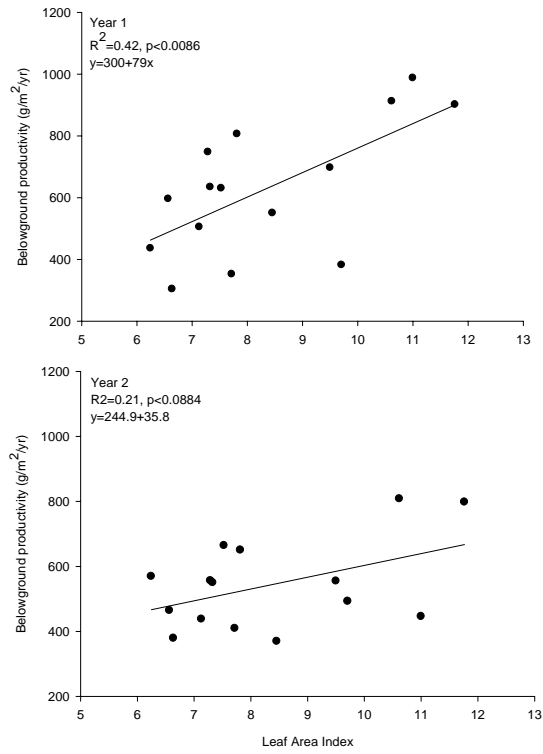 1200
1000
800
600
400
200
Belowground productivity (g/m²/yr)
Year 1
R²=0.42, p<0.0086
y=300+79x
5 6 7 8 9 10 11 12 13
1200
1000
800
600
400
200
Belowground productivity (g/m²/yr)
Year 2
R2=0.21, p<0.0884
y=244.9+35.8
5 6 7 8 9 10 11 12 13
Leaf Area Index